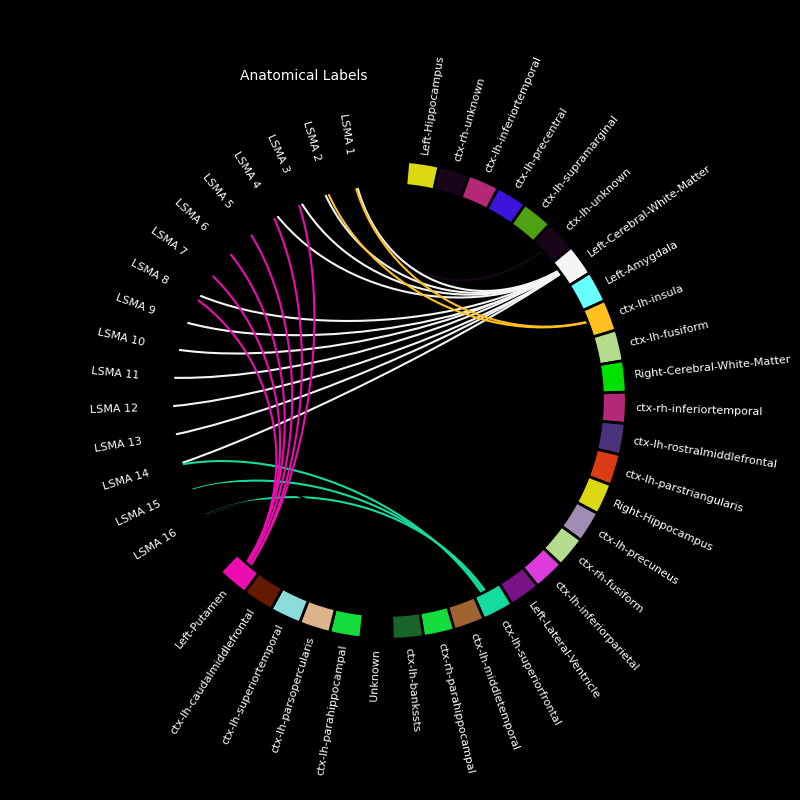 Anatomical Labels
LSMA 1
LSMA 2
LSMA 3
LSMA 4
LSMA 5
LSMA 6
LSMA 7
LSMA 8
LSMA 9
LSMA 10
LSMA 11
LSMA 12
LSMA 13
LSMA 14
LSMA 15
LSMA 16
Left-Hippocampus
ctx-rh-unknown
ctx-lh-inferiortemporal
ctx-lh-precentral
ctx-lh-supramarginal
ctx-lh-unknown
Left-Cerebral-White-Matter
Left-Amygdala
ctx-lh-insula
ctx-lh-fusiform
Right-Cerebral-White-Matter
ctx-rh-inferiortemporal
ctx-lh-rostralmiddlefrontal
ctx-lh-parstriangularis
Right-Hippocampus
ctx-lh-precuneus
ctx-rh-fusiform
ctx-lh-inferiorparietal
Left-Lateral-Ventricle
ctx-lh-superiorfrontal
ctx-lh-middletemporal
ctx-rh-parahippocampal
ctx-lh-bankssts
Unknown
ctx-lh-parahippocampal
ctx-lh-parsopercularis
ctx-lh-superiortemporal
ctx-lh-caudalmiddlefrontal
Left-Putamen